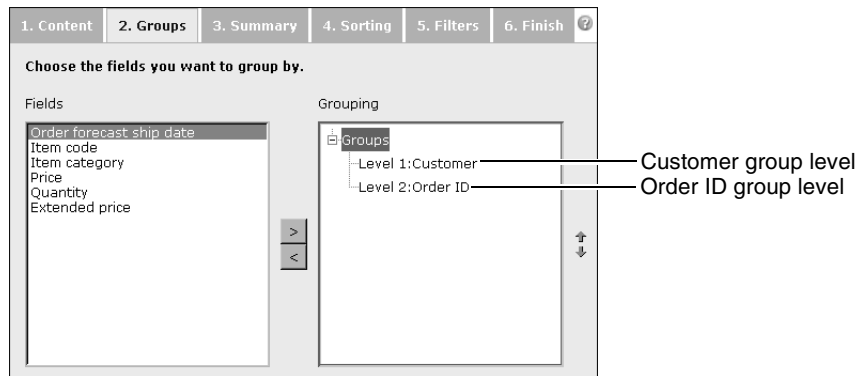 1. Content 2. Groups 3. Summary 4. Sorting 5. Filters 6. Finish ?
Choose the fields you want to group by.
Fields
Order forecast ship date
Item code
Item category
Price
Quantity
Extended price
>
<
Grouping
Groups
Level 1:Customer
Level 2:Order ID
Customer group level
Order ID group level